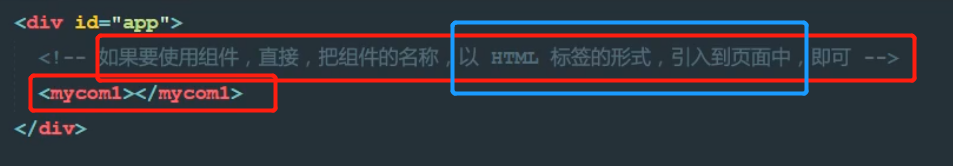 <div id="app">
<!-- 如果要使用组件，直接，把组件的名称，以 HTML 标签的形式，引入到页面中，即可 -->
<mycom1></mycom1>
</div>